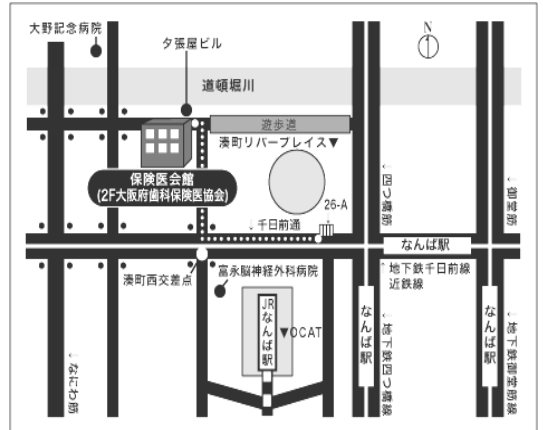 大野記念病院
夕張屋ビル
N
道頓堀川
遊歩道
湊町リバープレイス▼
保険医会館
(2F大阪府歯科保険医協会)
26-A
↓千日前通
↓四つ橋筋
↓御堂筋
なんば駅
湊町西交差点
富永脳神経外科病院
↑地下鉄千日前線
近鉄線
JRなんば駅
▼OCAT
なんば駅
↓地下鉄四つ橋線
なんば駅
↓地下鉄御堂筋線
↓なにわ筋